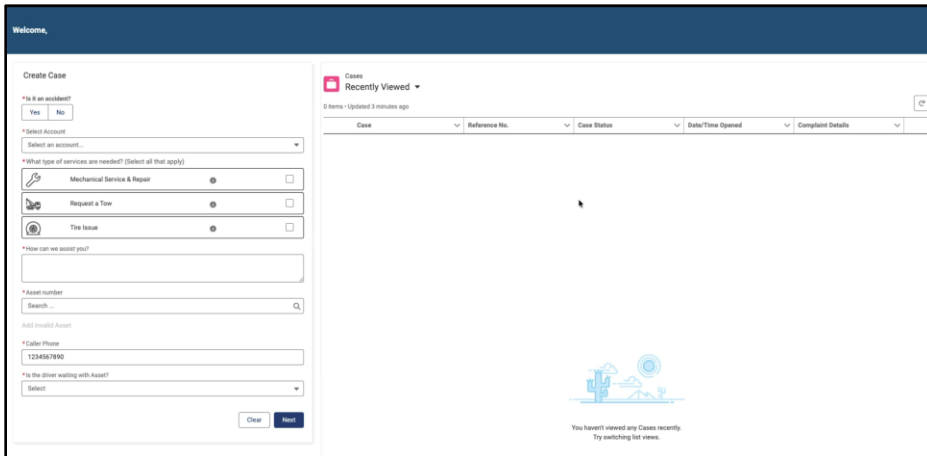 Welcome,
Create Case
*Is it an accident?
Yes No
*Select Account
Select an account...
*What type of services are needed? (Select all that apply)
Mechanical Service & Repair
Request a Tow
Tire Issue
*How can we assist you?
*Asset number
Search ...
Add Invalid Asset
*Caller Phone
1234567890
*Is the driver waiting with Asset?
Select
Clear Next
Cases
Recently Viewed
0 items • Updated 3 minutes ago
Case Reference No. Case Status Date/Time Opened Complaint Details
You haven't viewed any Cases recently.
Try switching list views.